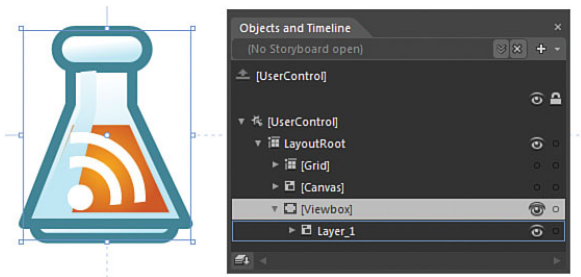 Objects and Timeline
(No Storyboard open)
[UserControl]
[UserControl]
LayoutRoot
[Grid]
[Canvas]
[Viewbox]
Layer_1